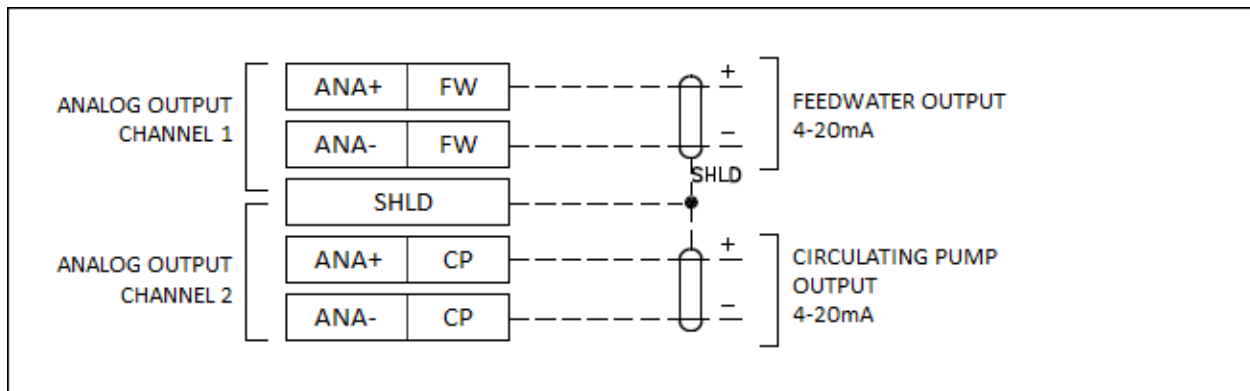 ANALOG OUTPUT
CHANNEL 1
ANA+ FW
ANA- FW
SHLD
ANALOG OUTPUT
CHANNEL 2
ANA+ CP
ANA- CP
+
−
FEEDWATER OUTPUT
4-20mA
SHLD
+
−
CIRCULATING PUMP
OUTPUT
4-20mA